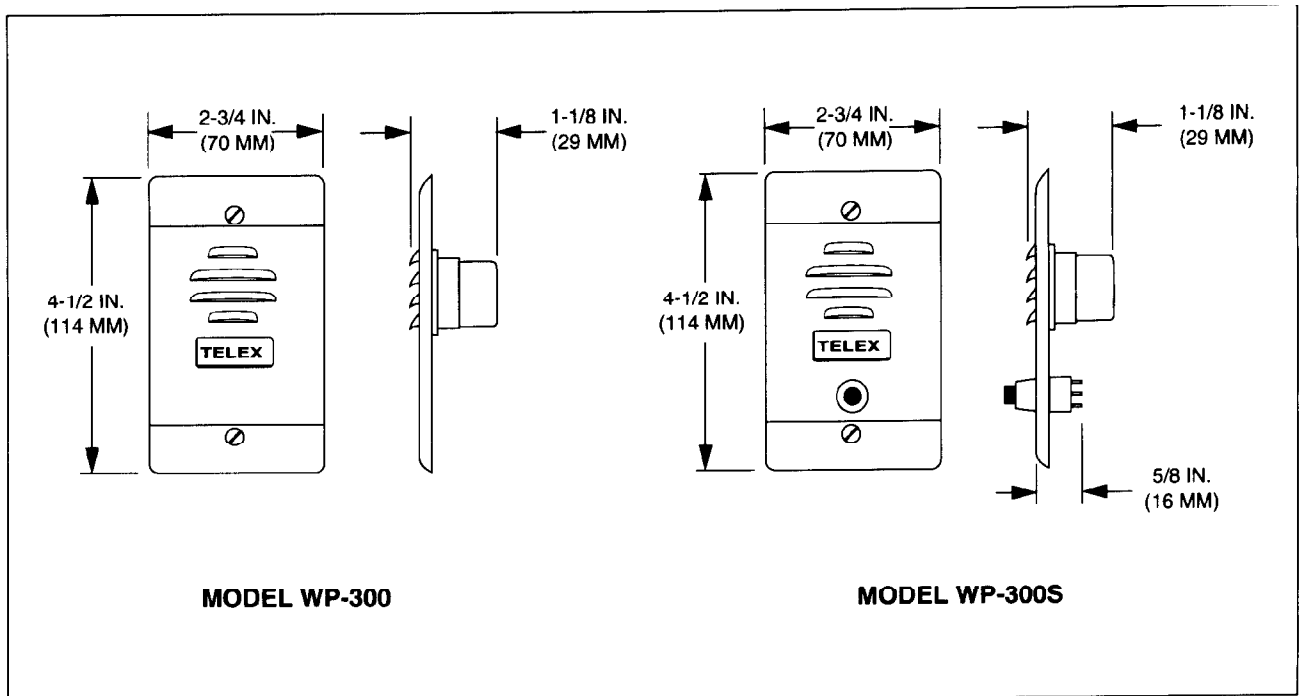 2-3/4 IN.
(70 MM)
1-1/8 IN.
(29 MM)
4-1/2 IN.
(114 MM)
TELEX
MODEL WP-300
2-3/4 IN.
(70 MM)
1-1/8 IN.
(29 MM)
4-1/2 IN.
(114 MM)
TELEX
5/8 IN.
(16 MM)
MODEL WP-300S